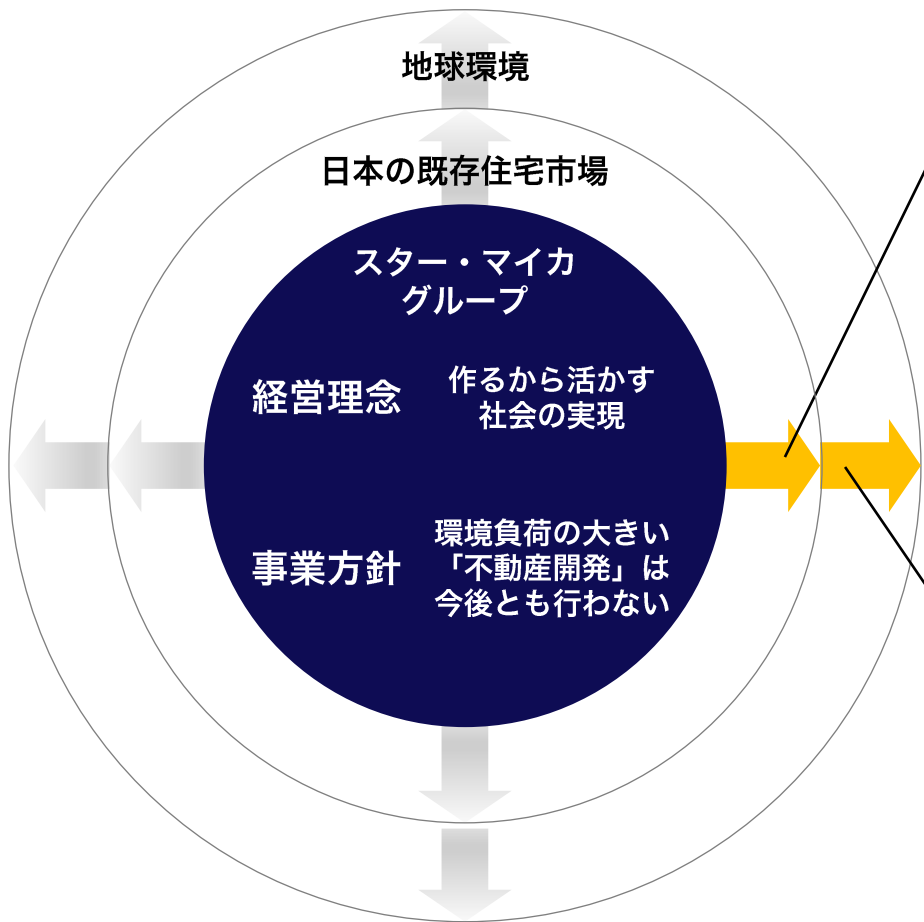 地球環境
日本の既存住宅市場
スター・マイカ
グループ
経営理念
作るから活かす
社会の実現
事業方針
環境負荷の大きい
「不動産開発」は
今後とも行わない